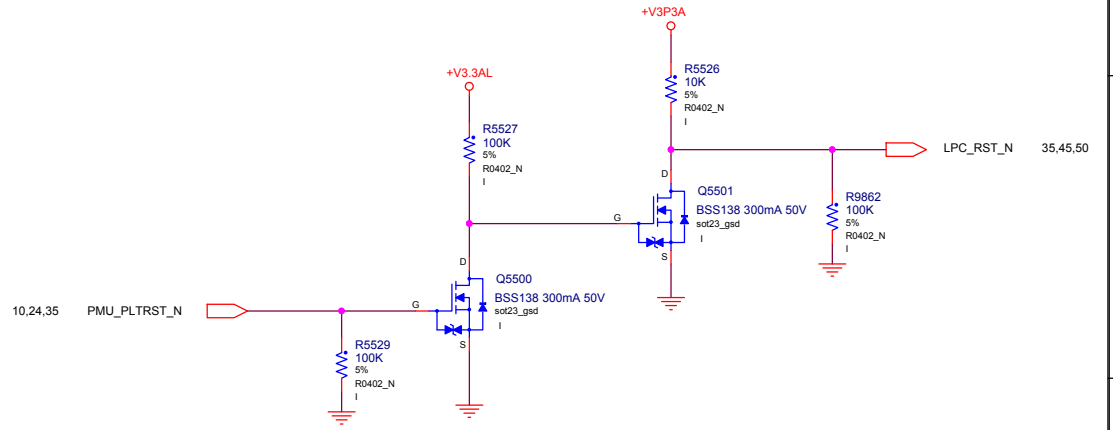 +V3P3A
R5526
10K
5%
R0402_N
I
+V3.3AL
R5527
100K
5%
R0402_N
I
LPC_RST_N 35,45,50
D
Q5501
BSS138 300mA 50V
sot23_gsd
I
G
S
R9862
100K
5%
R0402_N
I
D
Q5500
BSS138 300mA 50V
sot23_gsd
I
G
S
10,24,35 PMU_PLTRST_N
R5529
100K
5%
R0402_N
I